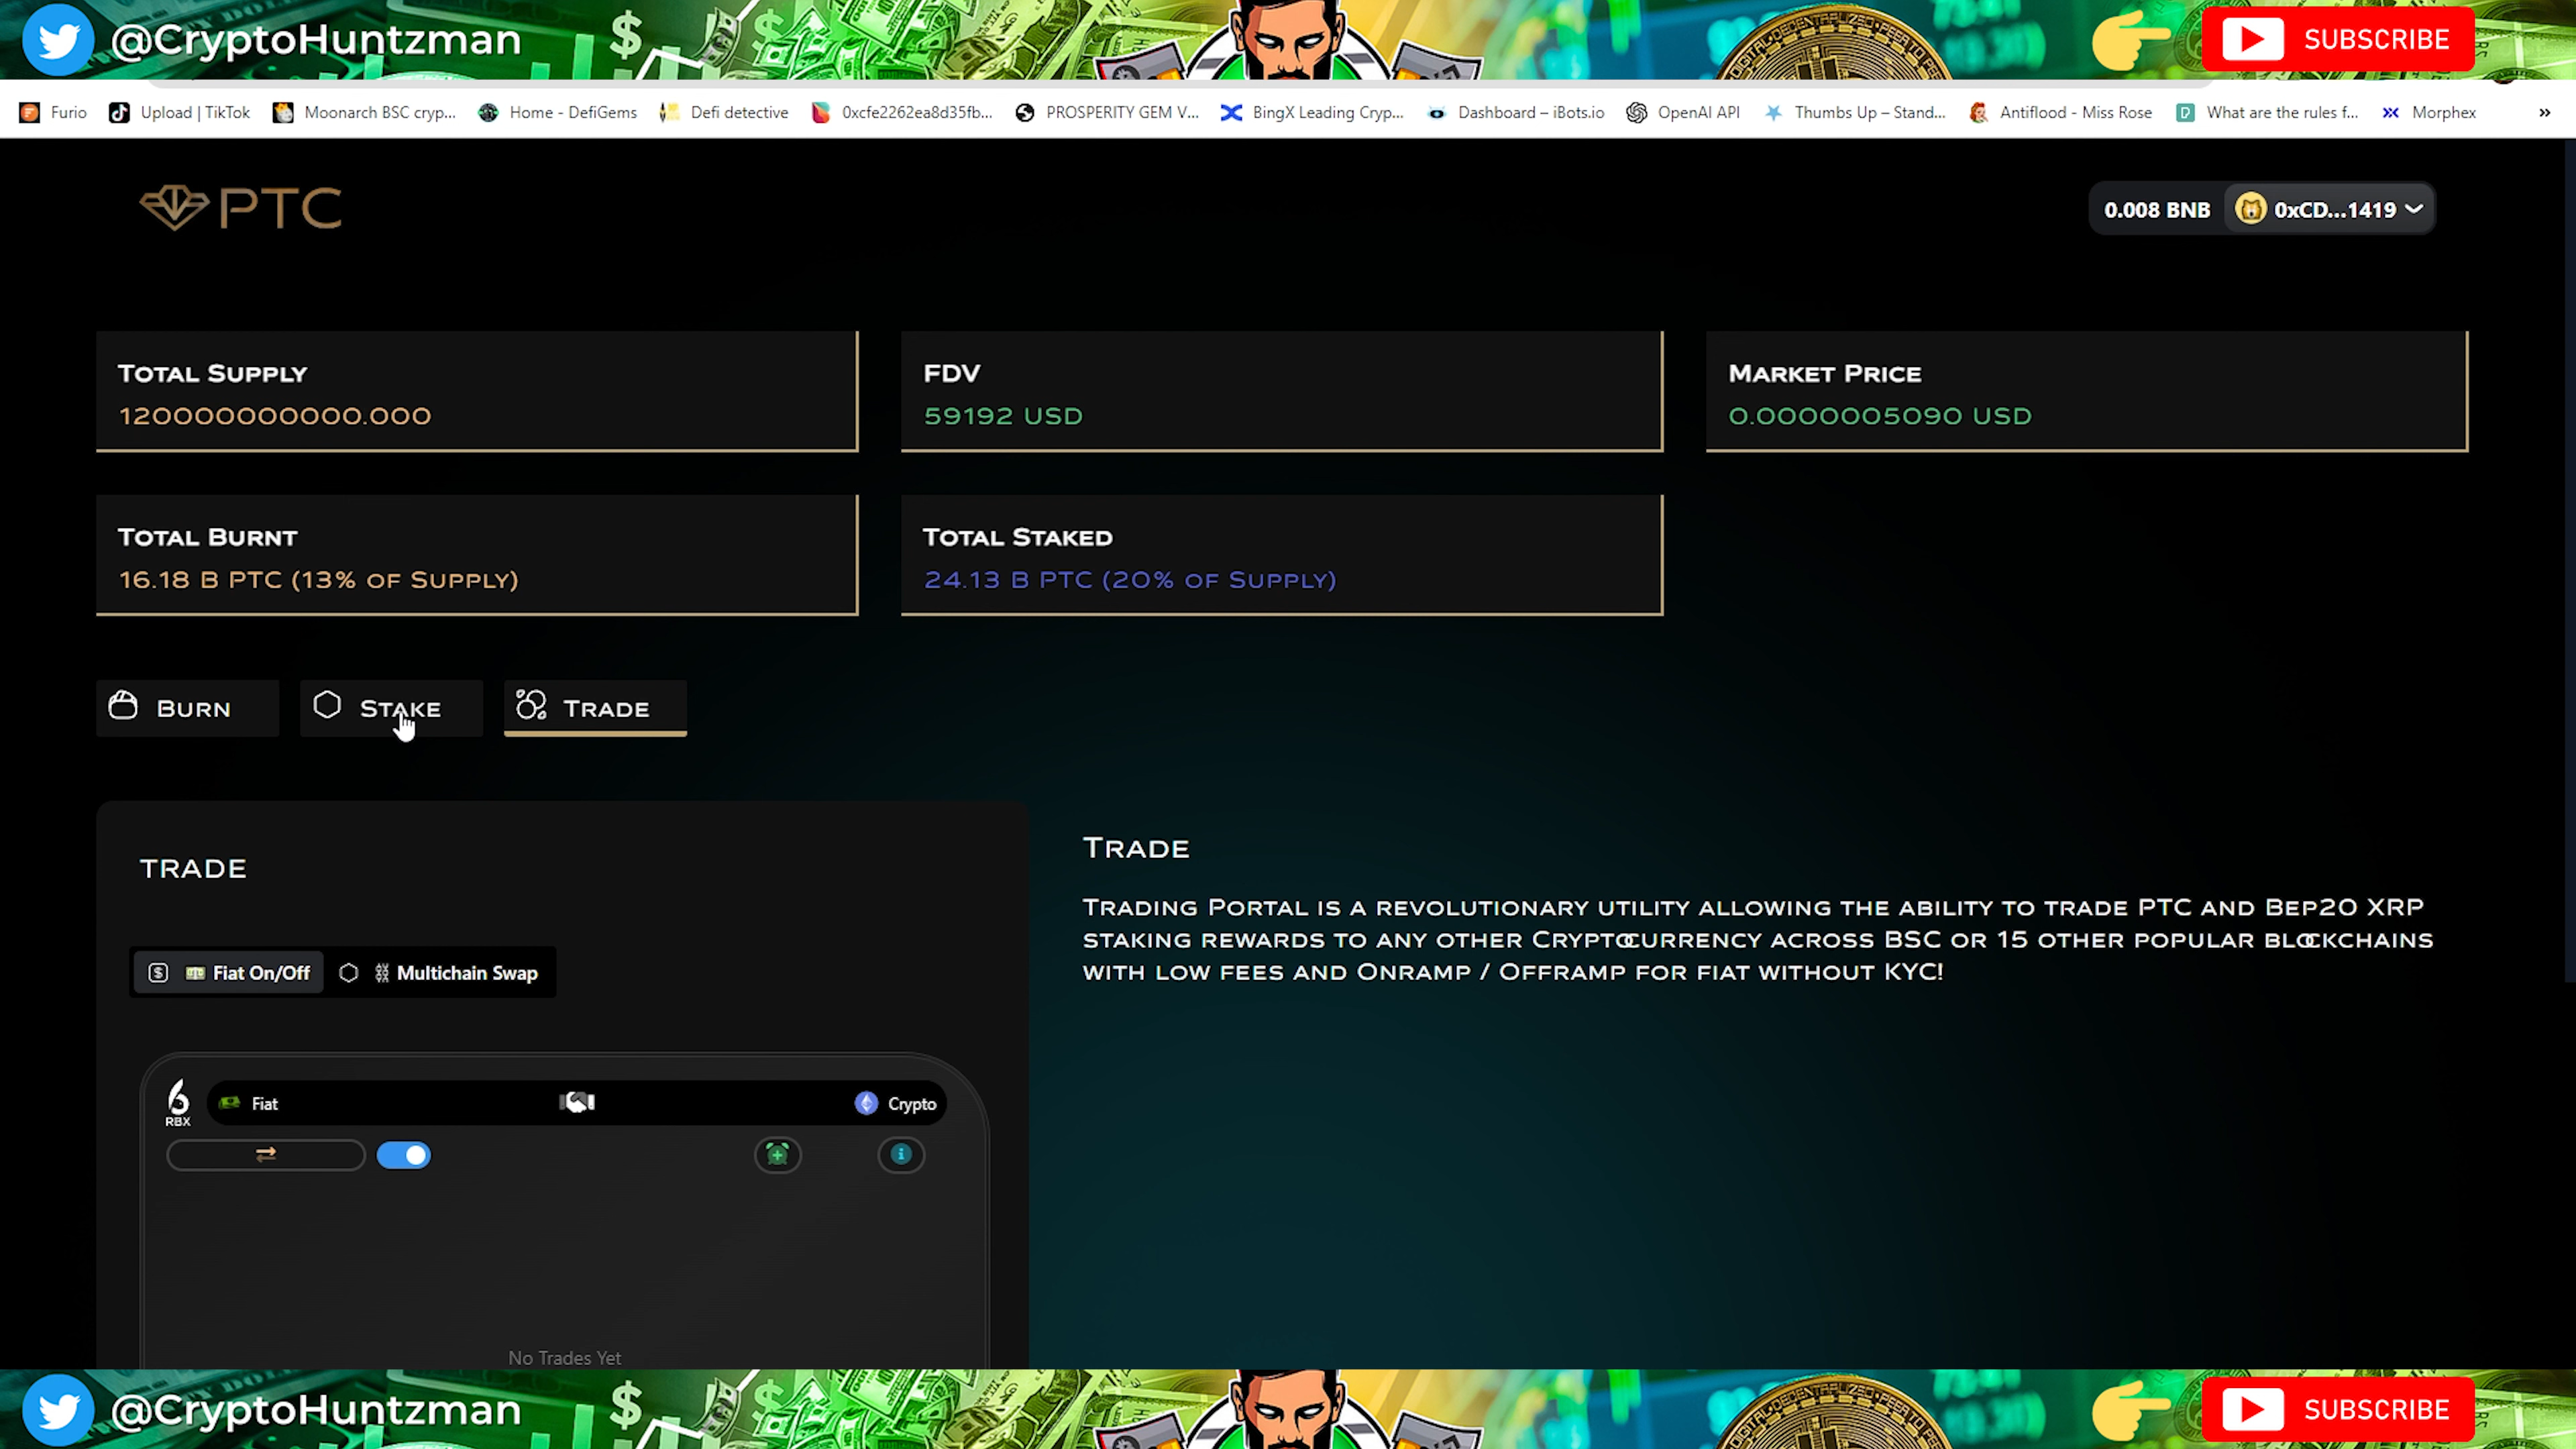 @CryptoHuntzman
SUBSCRIBE
Furio
Upload | TikTok
Moonarch BSC cryp...
Home - DefiGems
Defi detective
0xcfe2262ea8d35fb...
PROSPERITY GEM V...
BingX Leading Cryp...
Dashboard – iBots.io
OpenAI API
Thumbs Up – Stand...
Antiflood - Miss Rose
What are the rules f...
Morphex
»
PTC
0.008 BNB
0xCD...1419
Total Supply
120000000000.000
FDV
59192 USD
Market Price
0.0000005090 USD
Total Burnt
16.18 B PTC (13% of Supply)
Total Staked
24.13 B PTC (20% of Supply)
Burn
Stake
Trade
TRADE
Fiat On/Off
Multichain Swap
RBX
Fiat
Crypto
No Trades Yet
Trade
Trading Portal is a revolutionary utility allowing the ability to trade PTC and Bep20 XRP
staking rewards to any other Cryptocurrency across BSC or 15 other popular blockchains
with low fees and Onramp / Offramp for fiat without KYC!
@CryptoHuntzman
SUBSCRIBE